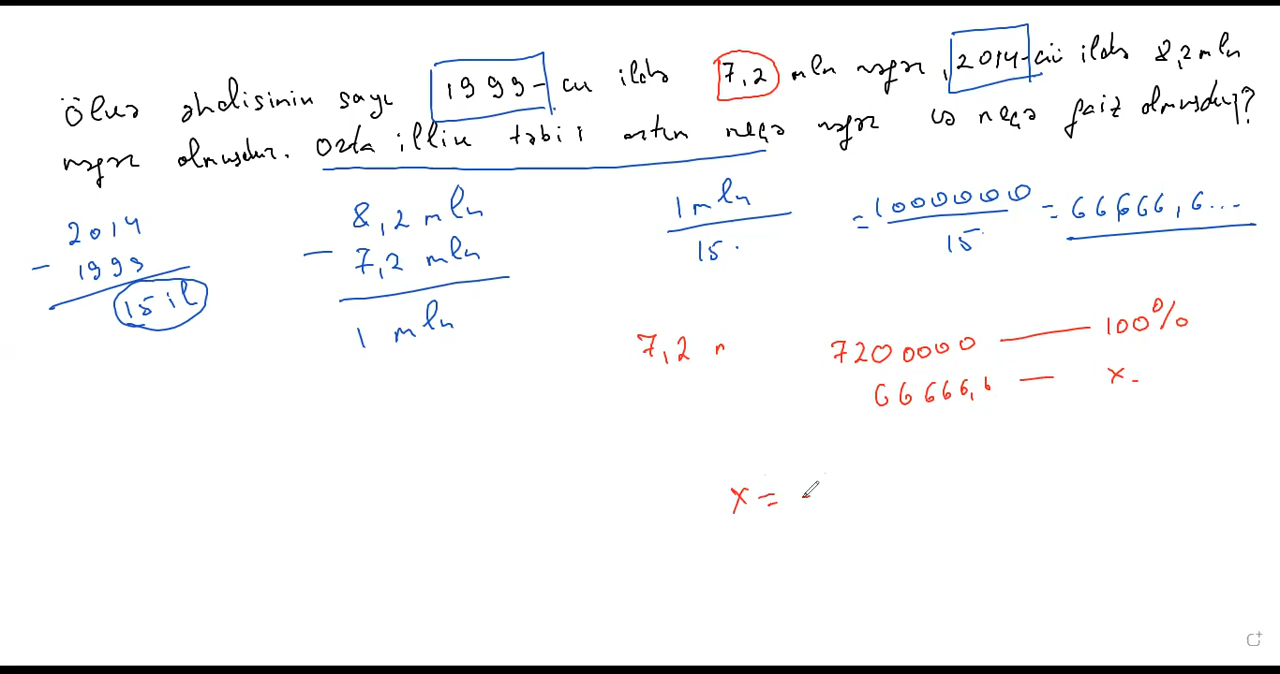 Ölkə əhalisinin sayı 1999-cu ildə 7,2 mln nəfər, 2014-cü ildə 8,2 mln
nəfər olmuşdur. Orta illik təbii artım neçə nəfər və neçə faiz olmuşdur?
2014
- 1999
15 il
8,2 mln
- 7,2 mln
1 mln
1 mln / 15 = 1000000 / 15 = 66666,6...
7,2 7200000 — 100%
66666,6 — x
x =